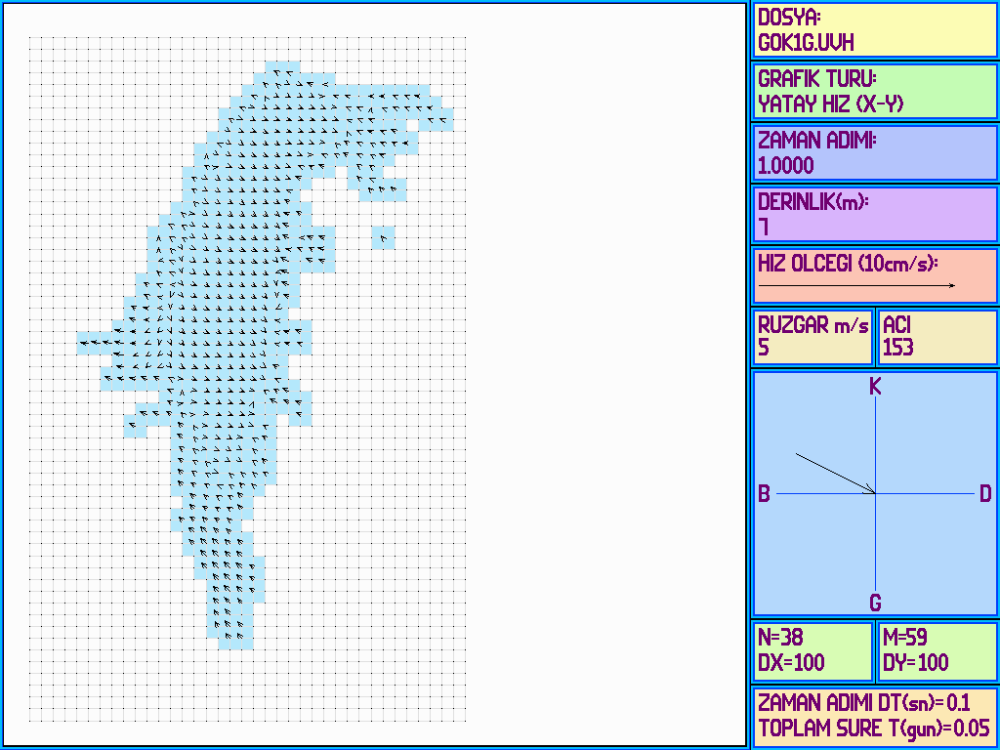 DOSYA:
GOK1G.UVH
GRAFIK TURU:
YATAY HIZ (X-Y)
ZAMAN ADIMI:
1.0000
DERINLIK(m):
7
HIZ OLCEGI (10cm/s):
RUZGAR m/s
5
ACI
153
K
B
D
G
N=38
DX=100
M=59
DY=100
ZAMAN ADIMI DT(sn)=0.1
TOPLAM SURE T(gun)=0.05